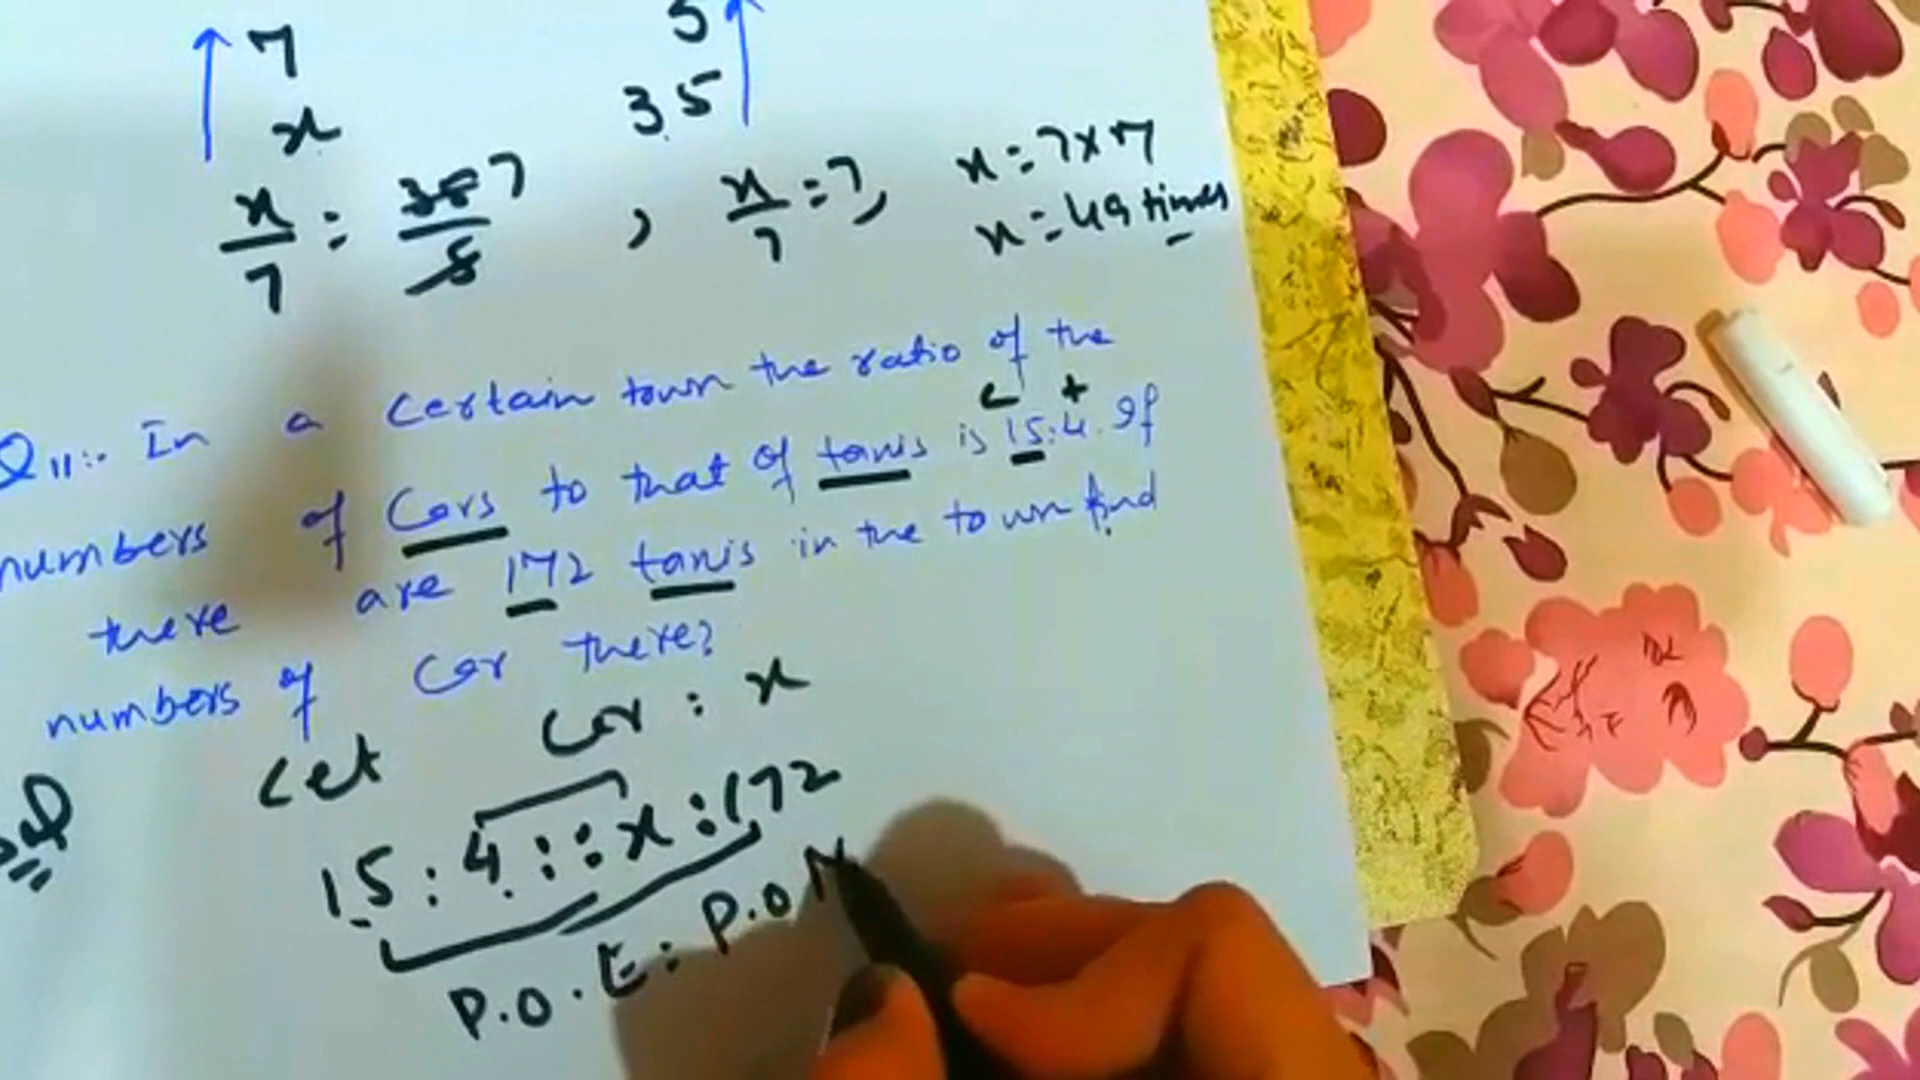 7 5
x 35
x/7 = 35 7/5 , x/7 = 7, x = 7x7
x = 49 times
Q11:- In a certain town the ratio of the
c t
numbers of Cars to that of taxis is 15:4. If
there are 172 taxis in the town find
numbers of Car there?
Sol Let Car : x
15 : 4 :: x : 172
P.O.E = P.O M